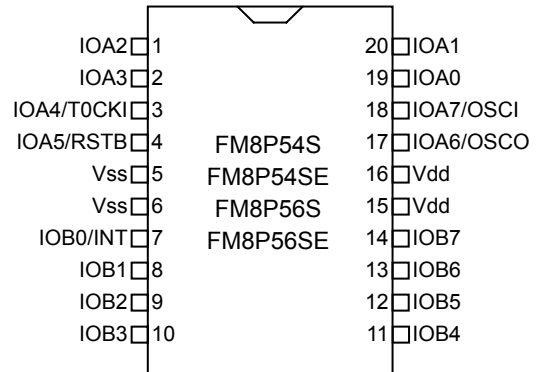 IOA2 1 20 IOA1
IOA3 2 19 IOA0
IOA4/T0CKI 3 18 IOA7/OSCI
IOA5/RSTB 4 FM8P54S 17 IOA6/OSCO
Vss 5 FM8P54SE 16 Vdd
Vss 6 FM8P56S 15 Vdd
IOB0/INT 7 FM8P56SE 14 IOB7
IOB1 8 13 IOB6
IOB2 9 12 IOB5
IOB3 10 11 IOB4